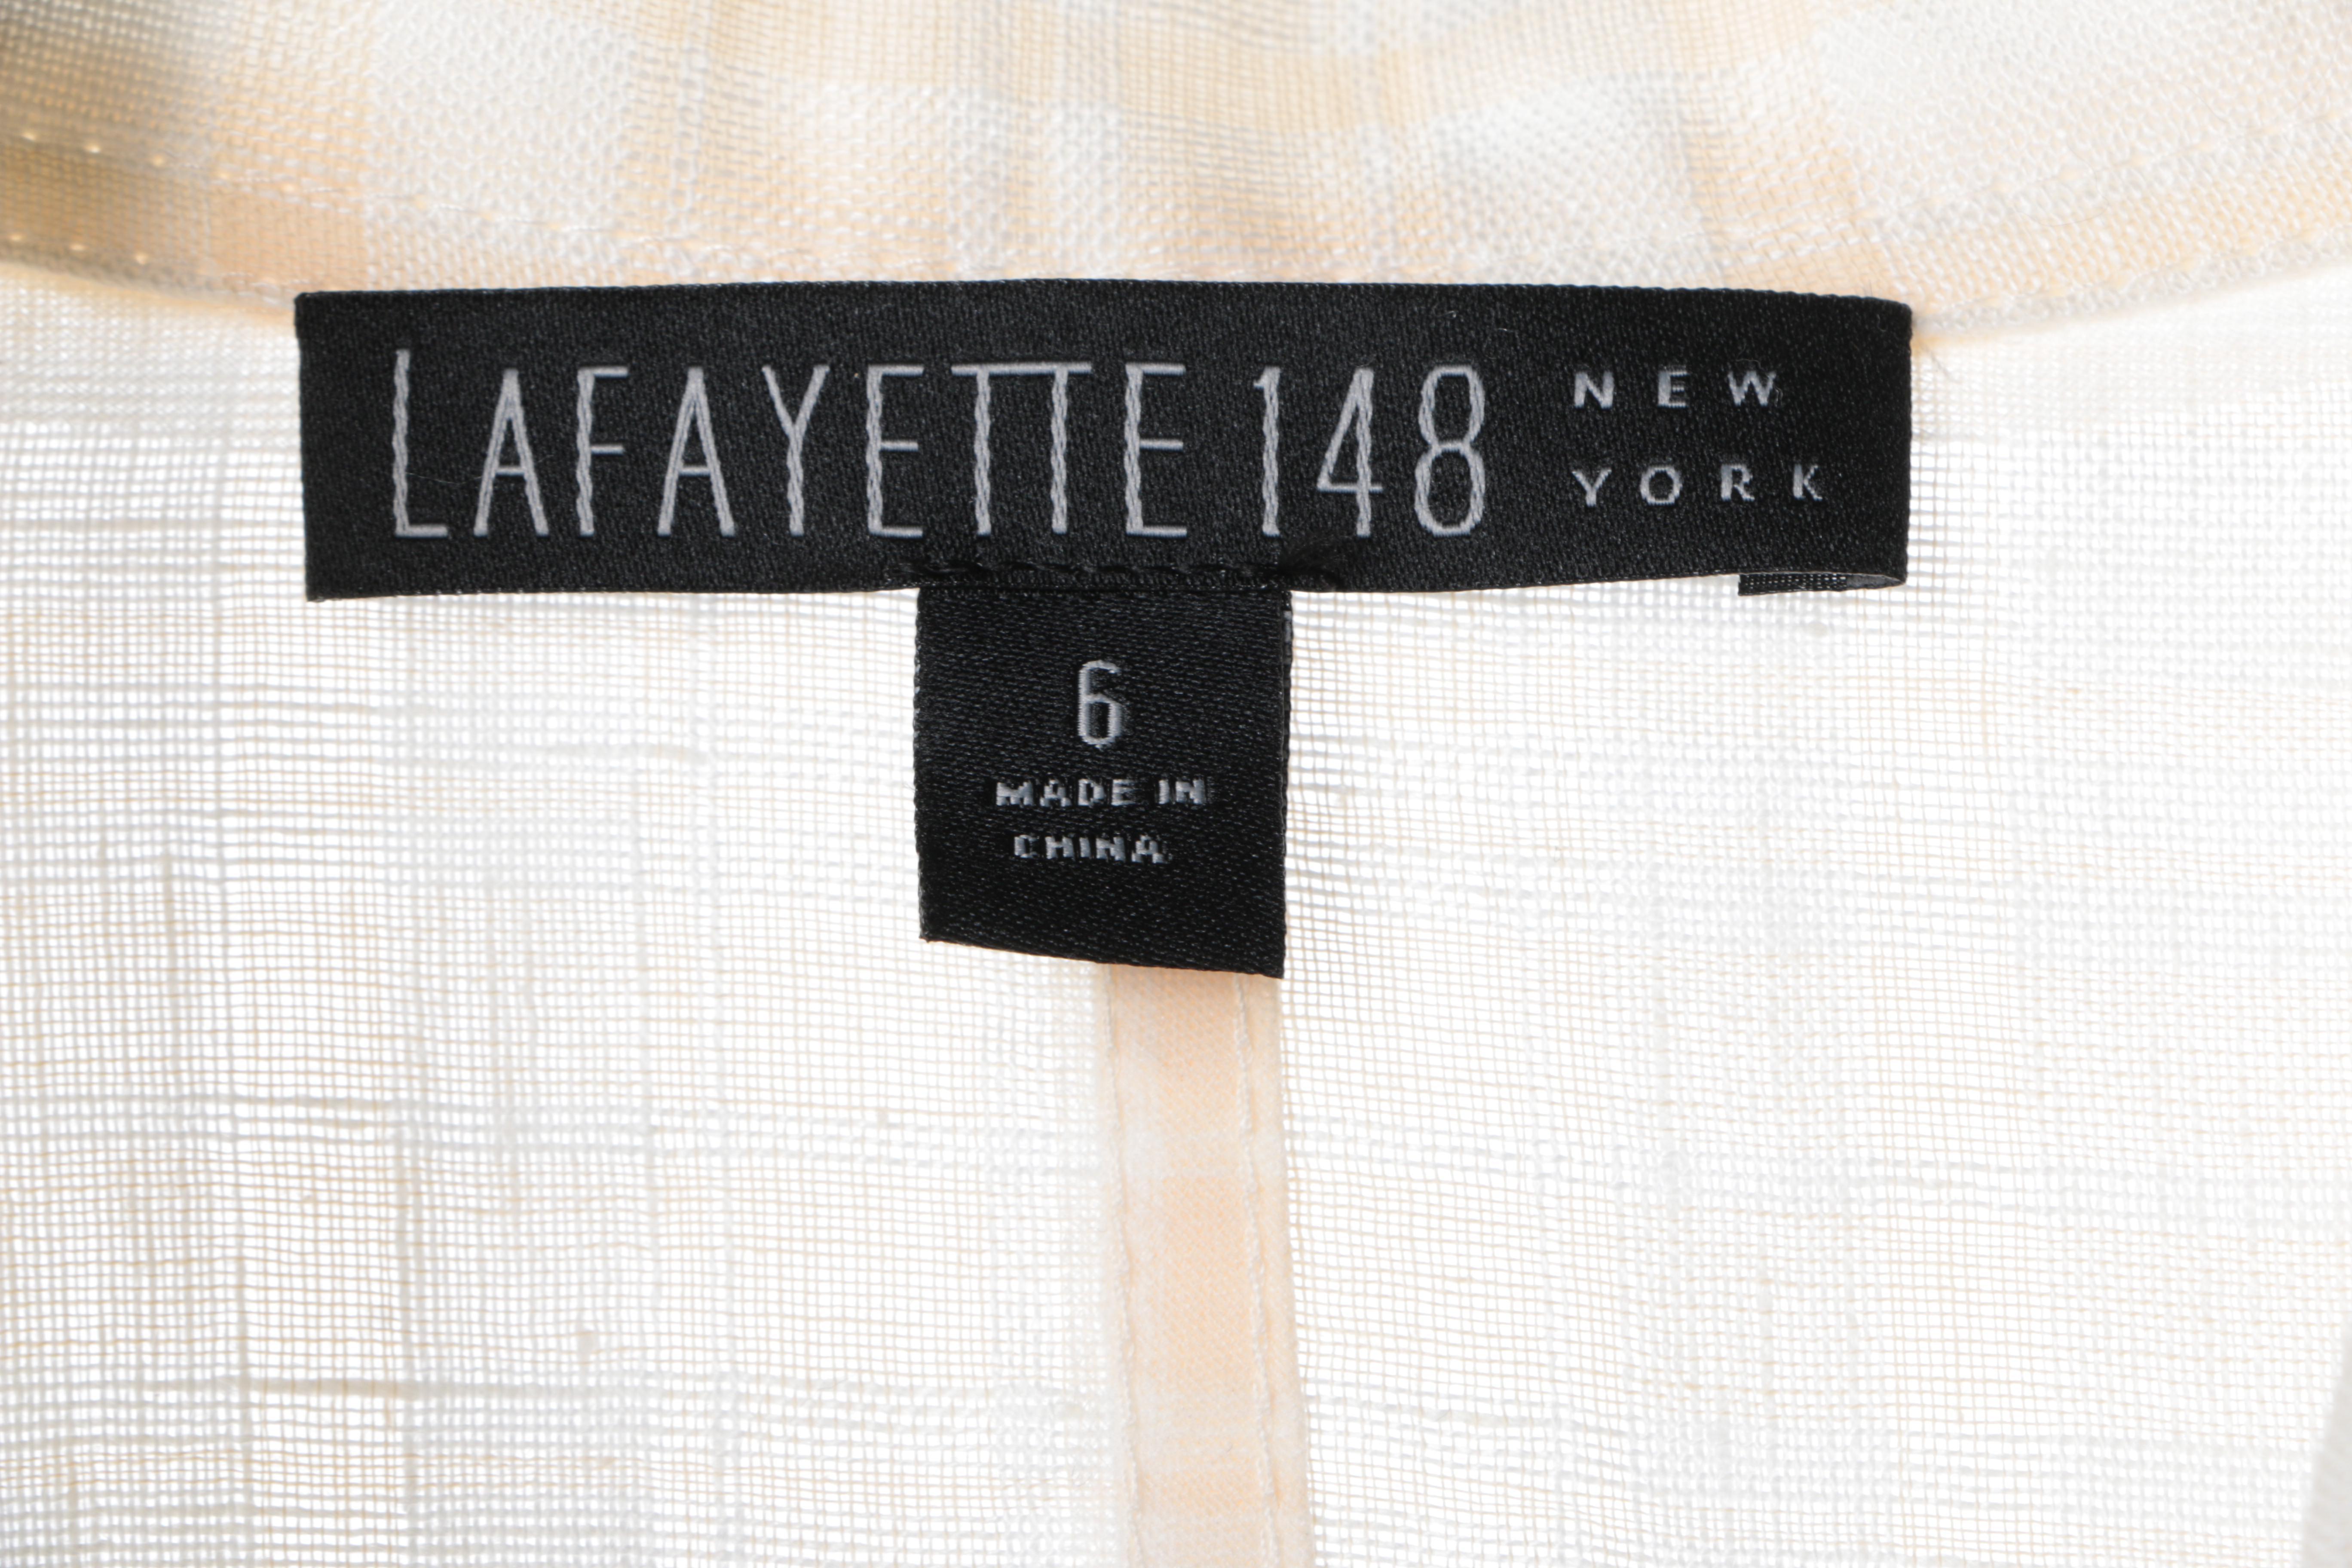 LAFAYETTE 148 NEW YORK
6
MADE IN
CHINA